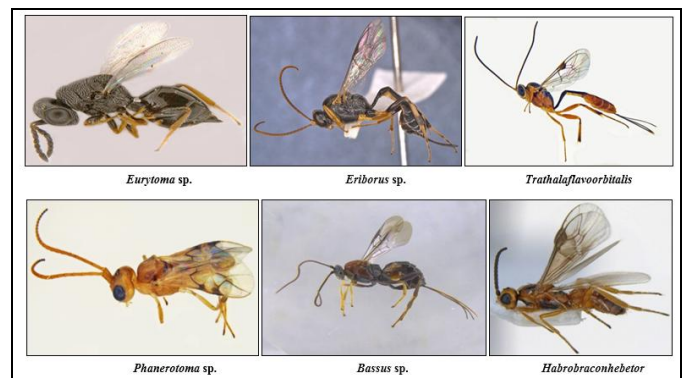 Eurytoma sp. Eriborus sp. Trathalaflavoorbitalis
Phanerotoma sp. Bassus sp. Habrobraconhebetor